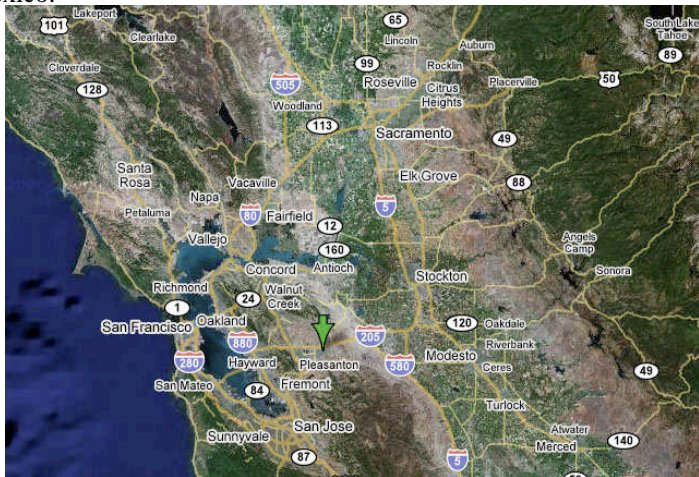 Lakeport
101
Clearlake
65
Lincoln
Auburn
South Lake
Tahoe
89
Cloverdale
99
Rocklin
Roseville
50
128
505
Citrus
Heights
Placerville
Woodland
113
Sacramento
49
Santa
Rosa
Elk Grove
88
Vacaville
Napa
5
Petaluma
80
Fairfield
12
Vallejo
160
Angels
Camp
Concord
Antioch
Stockton
Sonora
Richmond
24
Walnut
Creek
1
San Francisco
Oakland
120
Oakdale
880
205
Riverbank
280
Hayward
Pleasanton
580
Modesto
Ceres
49
San Mateo
84
Fremont
Turlock
San Jose
Atwater
Sunnyvale
Merced
140
87
5